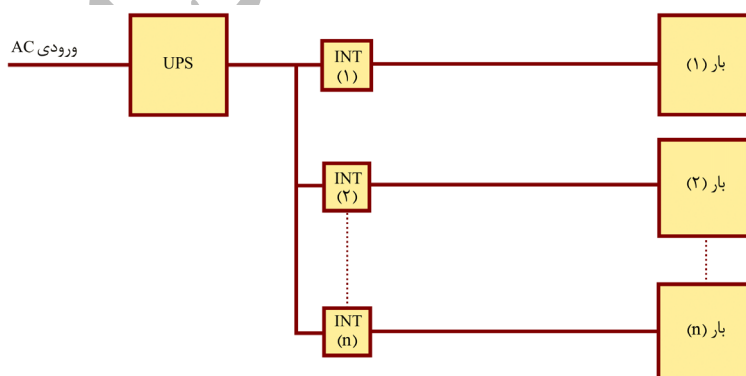 ورودی AC
UPS
INT
(۱)
بار (۱)
INT
(۲)
بار (۲)
INT
(n)
بار (n)